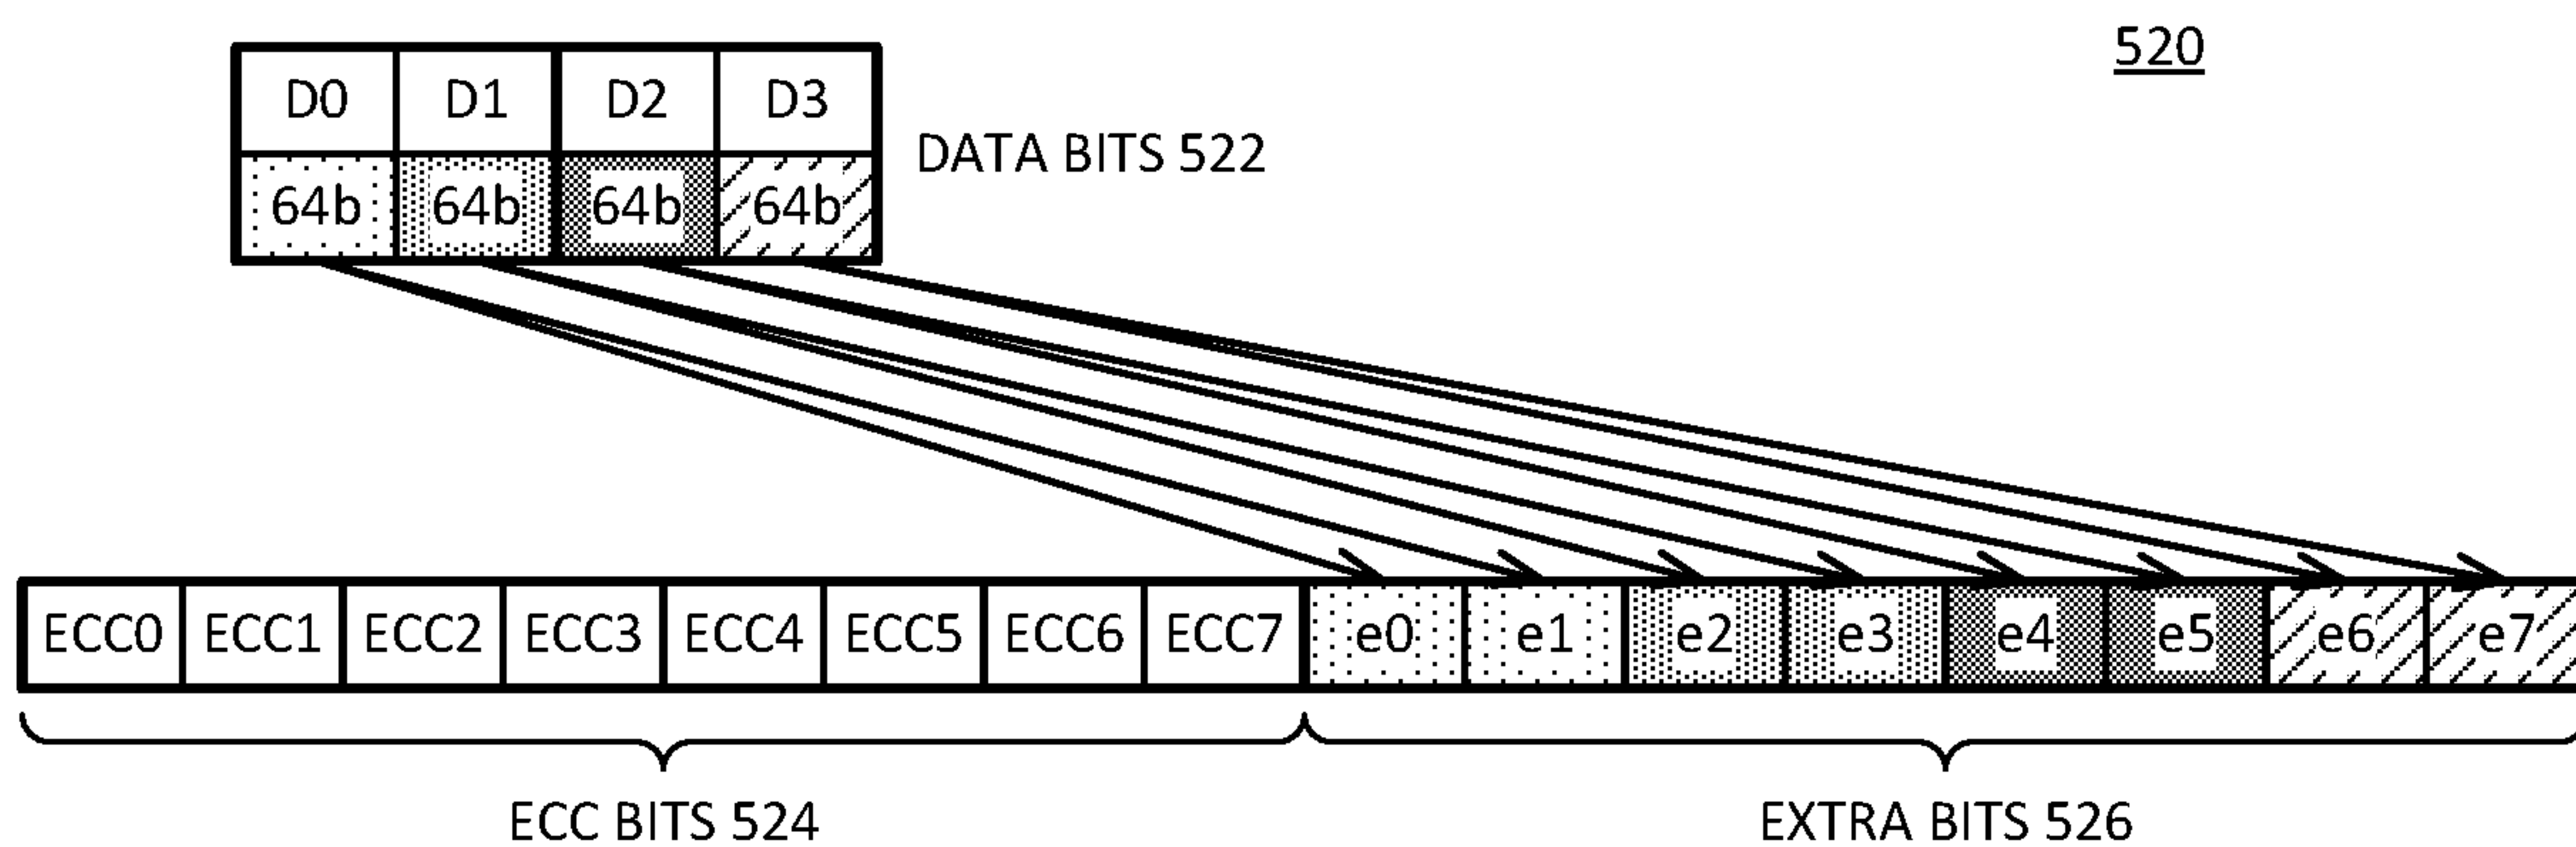 520
D0 D1 D2 D3
DATA BITS 522
64b 64b 64b 64b
ECC0 ECC1 ECC2 ECC3 ECC4 ECC5 ECC6 ECC7 e0 e1 e2 e3 e4 e5 e6 e7
ECC BITS 524
EXTRA BITS 526